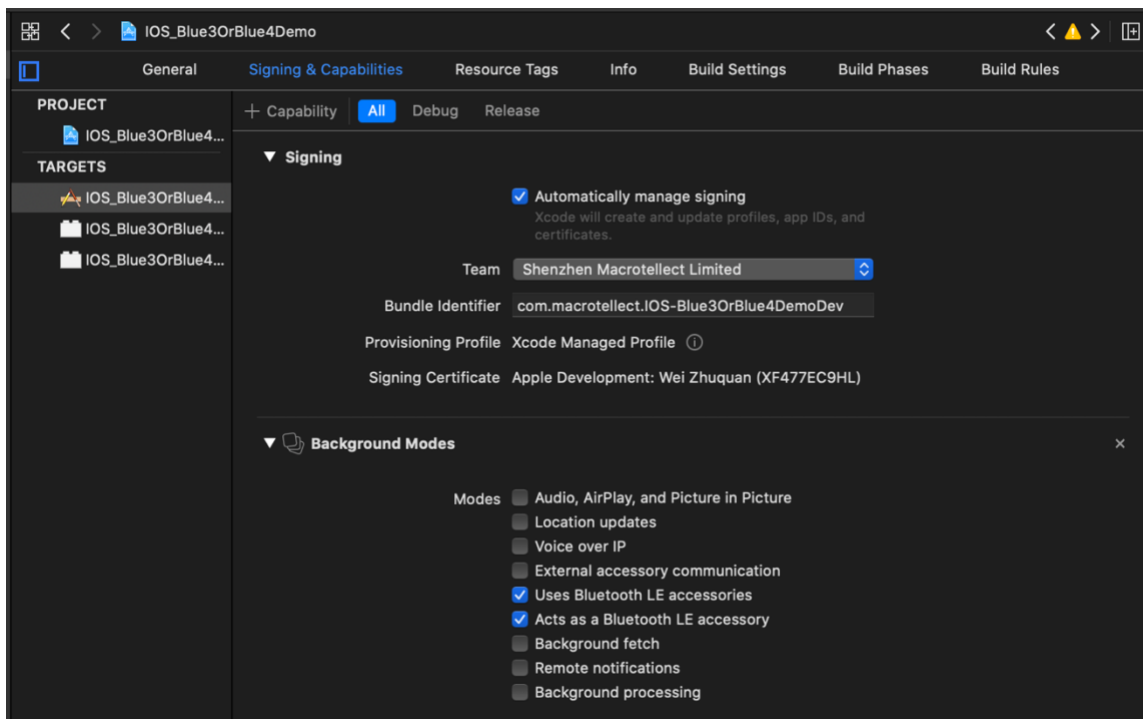 IOS_Blue3OrBlue4Demo
General Signing & Capabilities Resource Tags Info Build Settings Build Phases Build Rules
PROJECT
IOS_Blue3OrBlue4...
TARGETS
IOS_Blue3OrBlue4...
IOS_Blue3OrBlue4...
IOS_Blue3OrBlue4...
+ Capability All Debug Release
Signing
Automatically manage signing
Xcode will create and update profiles, app IDs, and
certificates.
Team Shenzhen Macrotellect Limited
Bundle Identifier com.macrotellect.IOS-Blue3OrBlue4DemoDev
Provisioning Profile Xcode Managed Profile
Signing Certificate Apple Development: Wei Zhuquan (XF477EC9HL)
Background Modes
Modes Audio, AirPlay, and Picture in Picture
Location updates
Voice over IP
External accessory communication
Uses Bluetooth LE accessories
Acts as a Bluetooth LE accessory
Background fetch
Remote notifications
Background processing